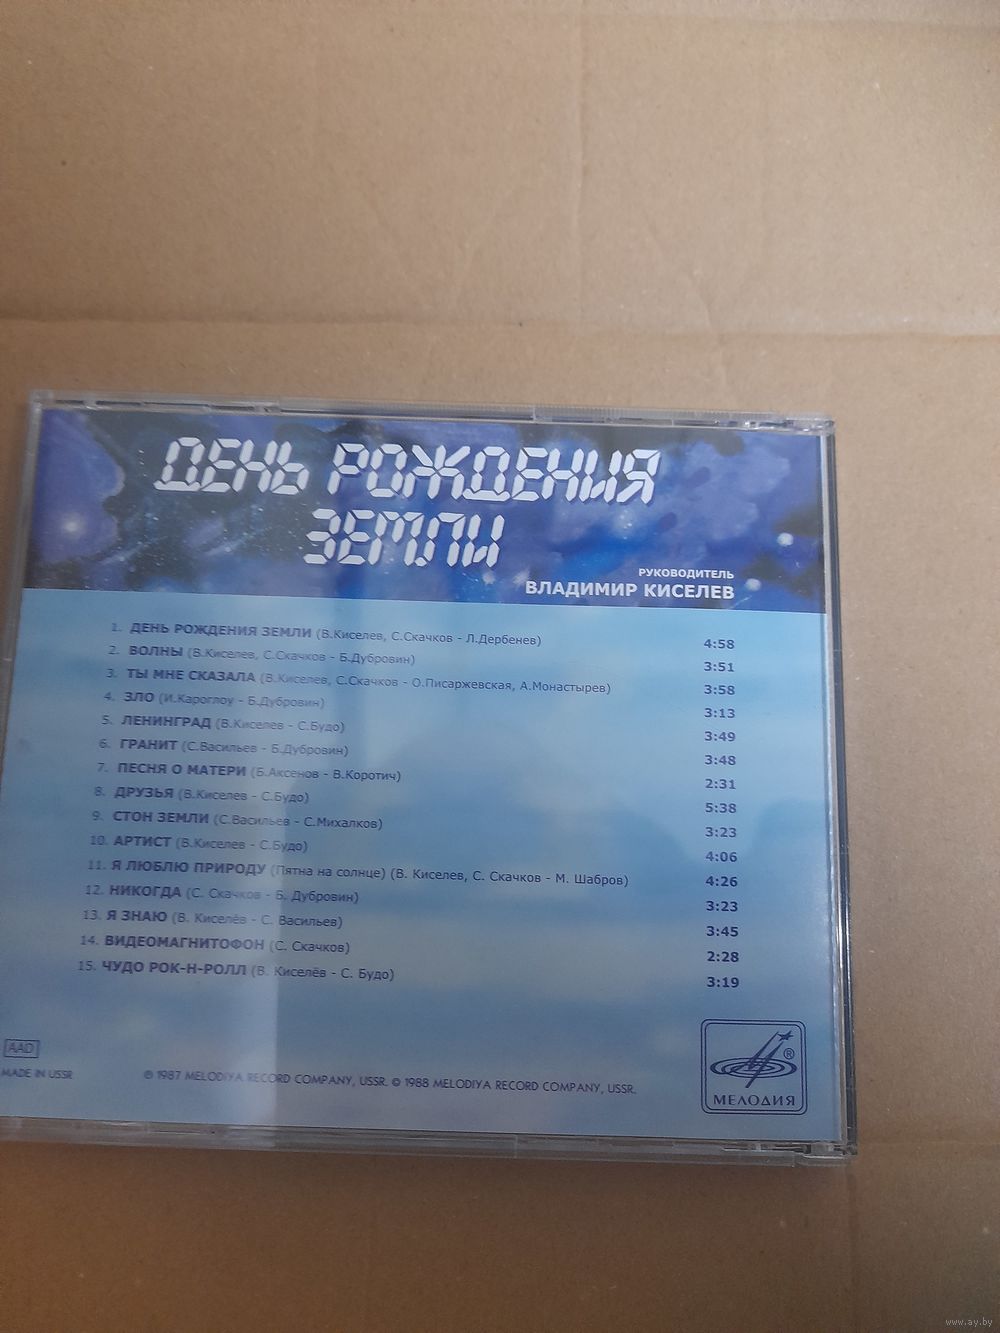 ДЕНЬ РОЖДЕНИЯ
ЗЕМЛИ
РУКОВОДИТЕЛЬ
ВЛАДИМИР КИСЕЛЕВ
1. ДЕНЬ РОЖДЕНИЯ ЗЕМЛИ (В.Киселев, С.Скачков - Л.Дербенев) 4:58
2. ВОЛНЫ (В.Киселев, С.Скачков - Б.Дубровин) 3:51
3. ТЫ МНЕ СКАЗАЛА (В.Киселев, С.Скачков - О.Писаржевская, А.Монастырев) 3:58
4. ЗЛО (И.Кароглоу - Б.Дубровин) 3:13
5. ЛЕНИНГРАД (В.Киселев - С.Будо) 3:49
6. ГРАНИТ (С.Васильев - Б.Дубровин) 3:48
7. ПЕСНЯ О МАТЕРИ (Б.Аксенов - В.Коротич) 2:31
8. ДРУЗЬЯ (В.Киселев - С.Будо) 5:38
9. СТОН ЗЕМЛИ (С.Васильев - С.Михалков) 3:23
10. АРТИСТ (В.Киселев - С.Будо) 4:06
11. Я ЛЮБЛЮ ПРИРОДУ (Пятна на солнце) (В. Киселев, С. Скачков - М. Шабров) 4:26
12. НИКОГДА (С. Скачков - Б. Дубровин) 3:23
13. Я ЗНАЮ (В. Киселёв - С. Васильев) 3:45
14. ВИДЕОМАГНИТОФОН (С. Скачков) 2:28
15. ЧУДО РОК-Н-РОЛЛ (В. Киселёв - С. Будо) 3:19
AAD
MADE IN USSR
℗ 1987 MELODIYA RECORD COMPANY, USSR. © 1988 MELODIYA RECORD COMPANY, USSR.
®
МЕЛОДИЯ
www.ay.by